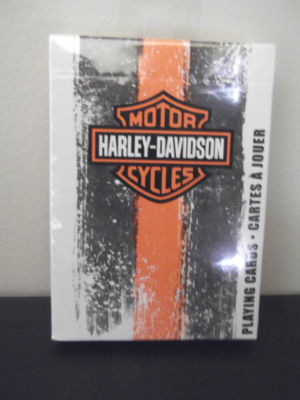 MOTOR
HARLEY-DAVIDSON
CYCLES
PLAYING CARDS • CARTES À JOUER